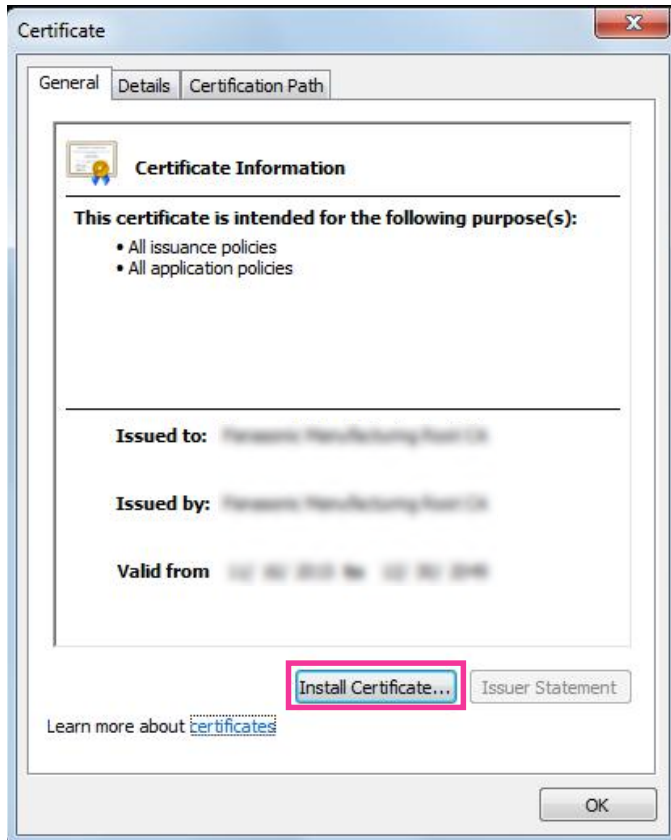 Certificate
General
Details
Certification Path
Certificate Information
This certificate is intended for the following purpose(s):
• All issuance policies
• All application policies
Issued to:
Issued by:
Valid from
Install Certificate...
Issuer Statement
Learn more about certificates
OK